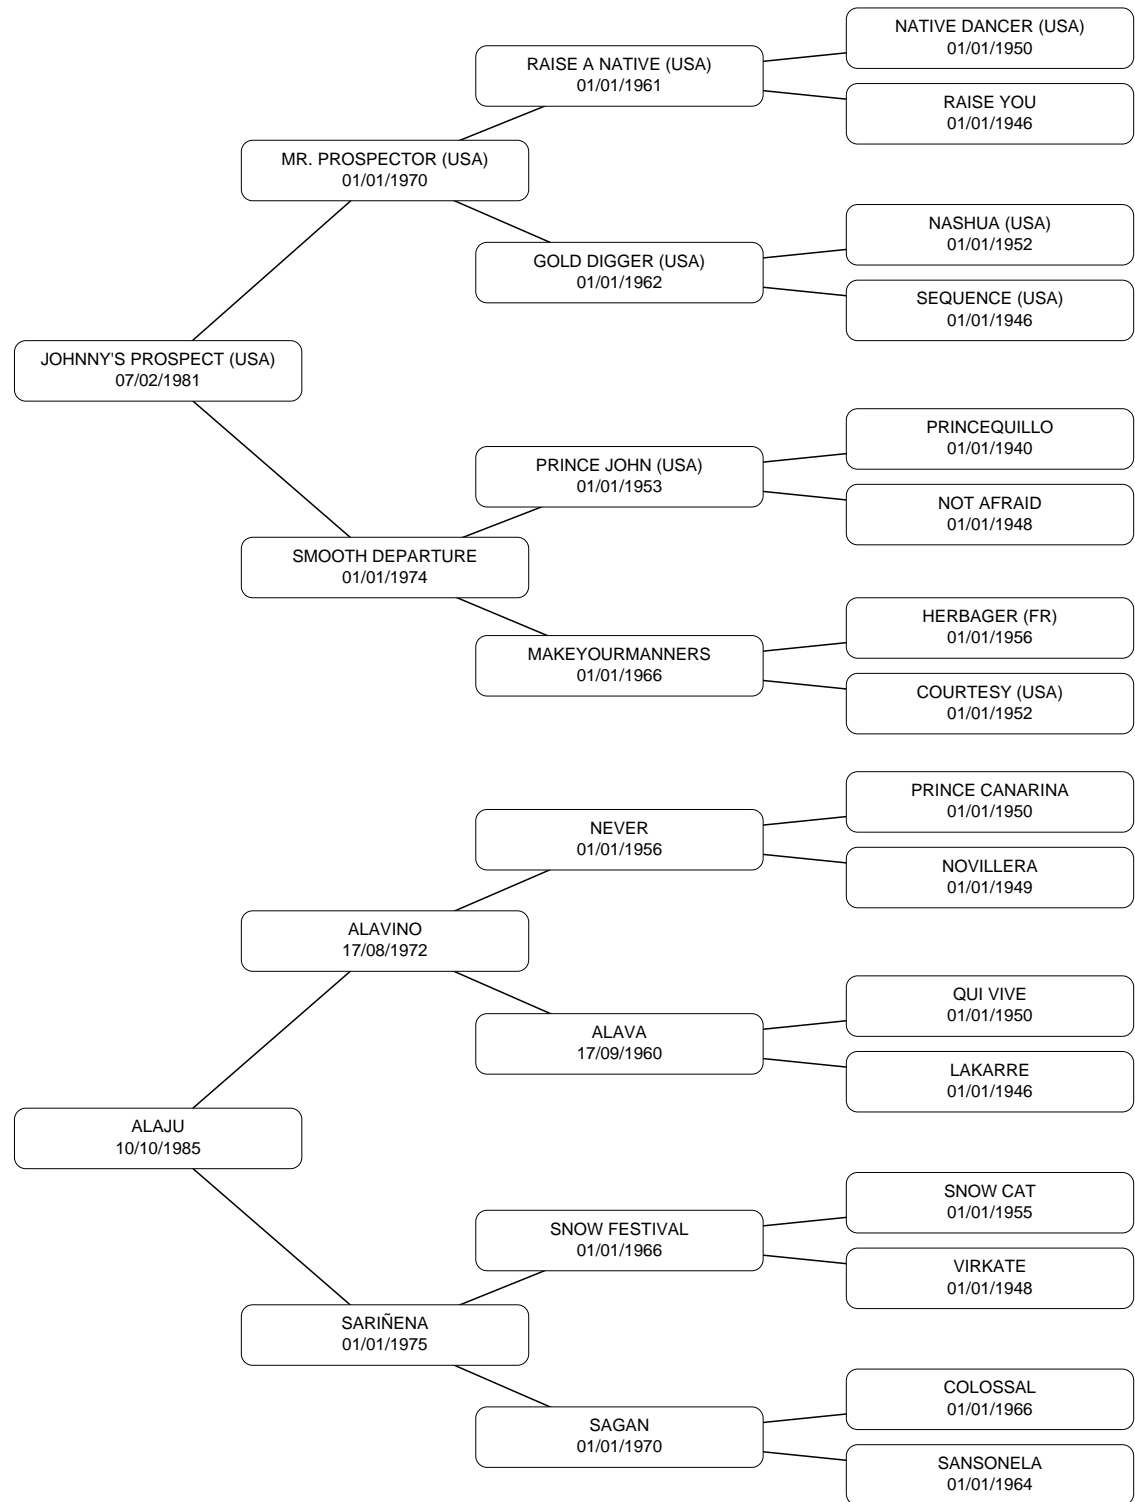 NATIVE DANCER (USA)
01/01/1950
RAISE A NATIVE (USA)
01/01/1961
RAISE YOU
01/01/1946
MR. PROSPECTOR (USA)
01/01/1970
NASHUA (USA)
01/01/1952
GOLD DIGGER (USA)
01/01/1962
SEQUENCE (USA)
01/01/1946
JOHNNY'S PROSPECT (USA)
07/02/1981
PRINCEQUILLO
01/01/1940
PRINCE JOHN (USA)
01/01/1953
NOT AFRAID
01/01/1948
SMOOTH DEPARTURE
01/01/1974
HERBAGER (FR)
01/01/1956
MAKEYOURMANNERS
01/01/1966
COURTESY (USA)
01/01/1952
PRINCE CANARINA
01/01/1950
NEVER
01/01/1956
NOVILLERA
01/01/1949
ALAVINO
17/08/1972
QUI VIVE
01/01/1950
ALAVA
17/09/1960
LAKARRE
01/01/1946
ALAJU
10/10/1985
SNOW CAT
01/01/1955
SNOW FESTIVAL
01/01/1966
VIRKATE
01/01/1948
SARIÑENA
01/01/1975
COLOSSAL
01/01/1966
SAGAN
01/01/1970
SANSONELA
01/01/1964